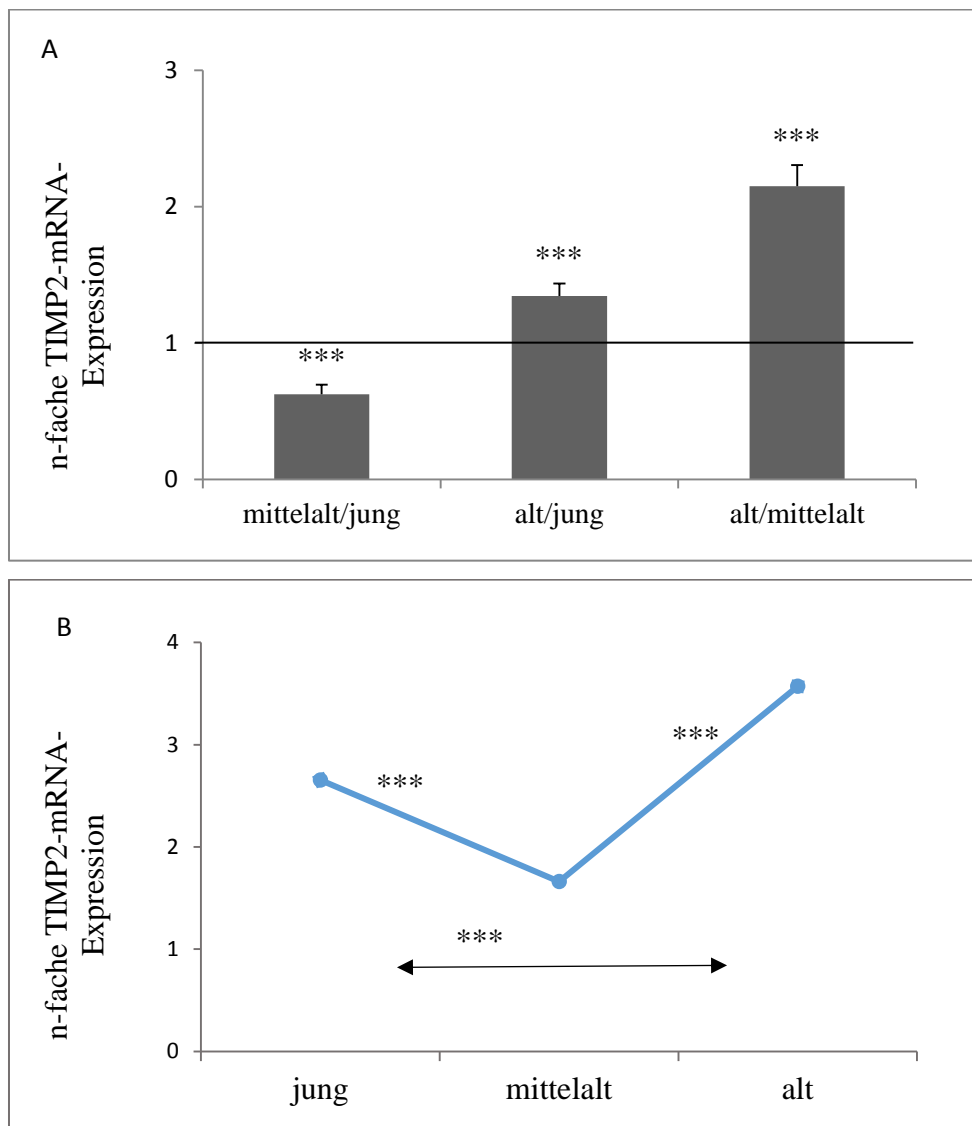 A
n-fache TIMP2-mRNA-
Expression
3
2
1
0
***
***
***
mittelalt/jung
alt/jung
alt/mittelalt
B
n-fache TIMP2-mRNA-
Expression
4
3
2
1
0
***
***
***
jung
mittelalt
alt